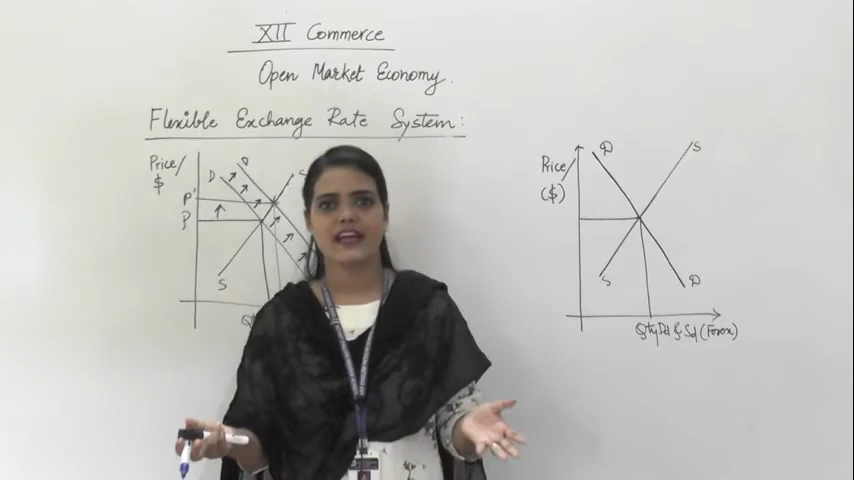 XII Commerce
Open Market Economy.
Flexible Exchange Rate System:
Price/
$
D
D
S
P'
P
S
Price/
($)
D
S
S
D
Qty Dd & Sd (Forex)